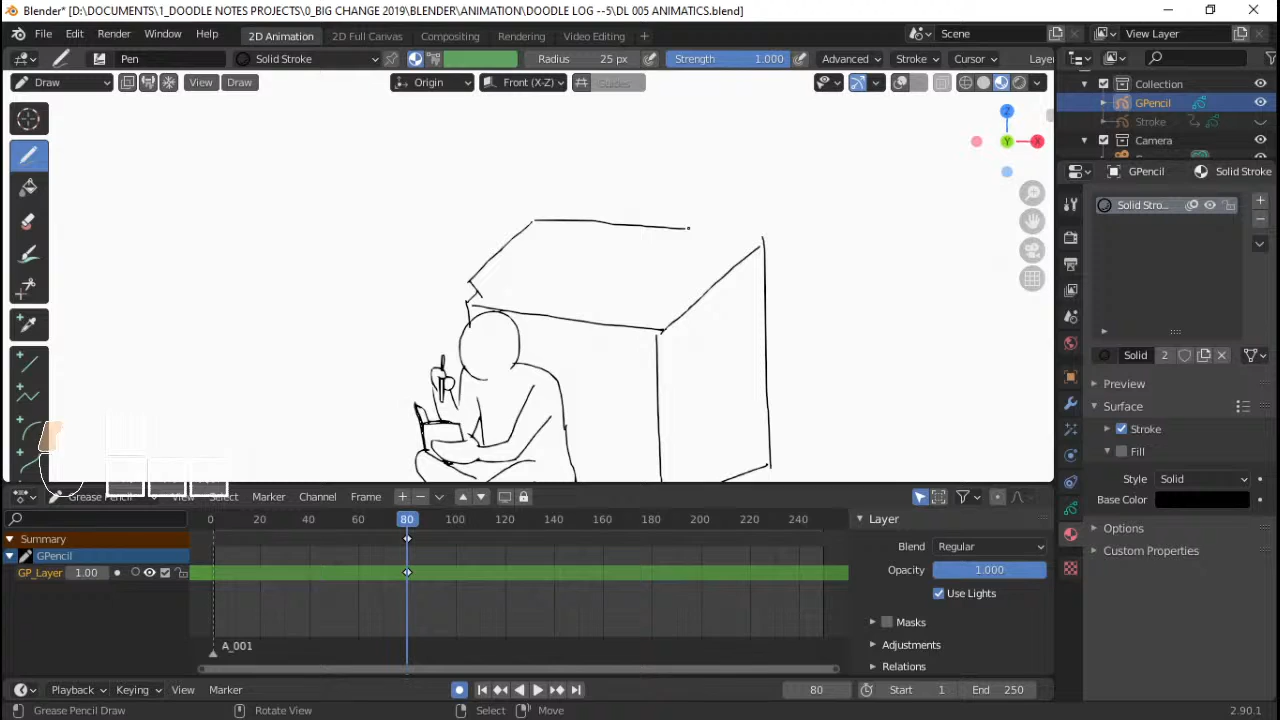 Blender* [D:\DOCUMENTS\1_DOODLE NOTES PROJECTS\0_BIG CHANGE 2019\BLENDER\ANIMATION\DOODLE LOG --5\DL 005 ANIMATICS.blend]
File Edit Render Window Help 2D Animation 2D Full Canvas Compositing Rendering Video Editing + Scene View Layer
Pen Solid Stroke Radius 25 px Strength 1.000 Advanced Stroke Cursor Laye
Draw View Draw Origin Front (X-Z) Guides
Collection
GPencil
Stroke
Camera
Z
Y X
GPencil Solid Stroke
Solid Stro...
Solid 2
Preview
Surface
Stroke
Fill
Style Solid
Base Color
Options
Custom Properties
Grease Pencil View Select Marker Channel Frame
0 20 40 60 80 100 120 140 160 180 200 220 240
Summary
GPencil
GP_Layer 1.00
A_001
Layer
Blend Regular
Opacity 1.000
Use Lights
Masks
Adjustments
Relations
Playback Keying View Marker 80 Start 1 End 250
Grease Pencil Draw Rotate View Select Move 2.90.1